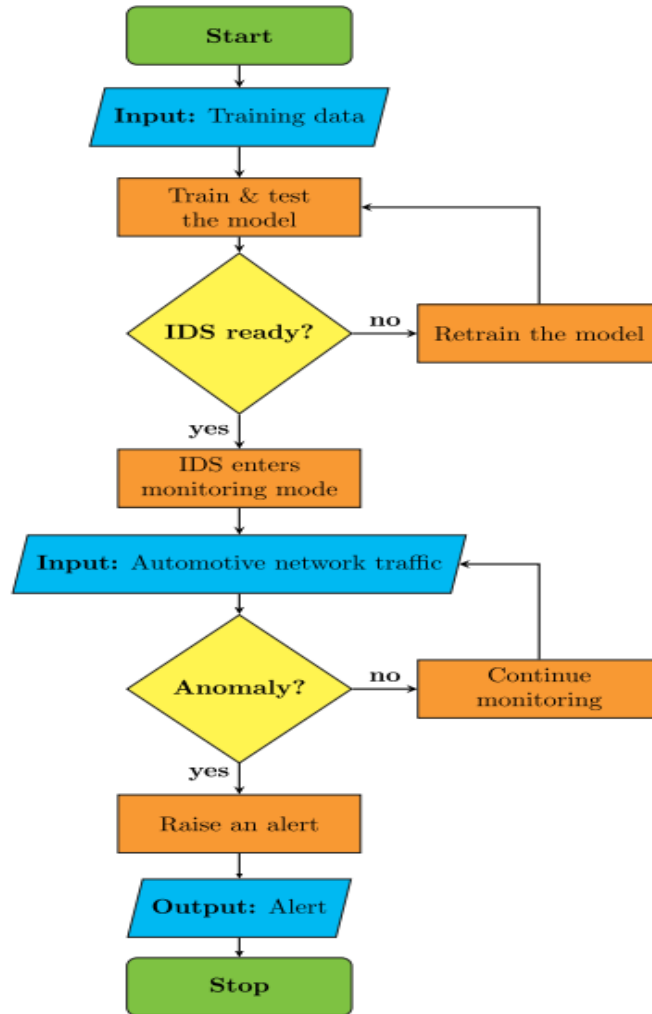 Start
Input: Training data
Train & test
the model
IDS ready?
no
Retrain the model
yes
IDS enters
monitoring mode
Input: Automotive network traffic
Anomaly?
no
Continue
monitoring
yes
Raise an alert
Output: Alert
Stop